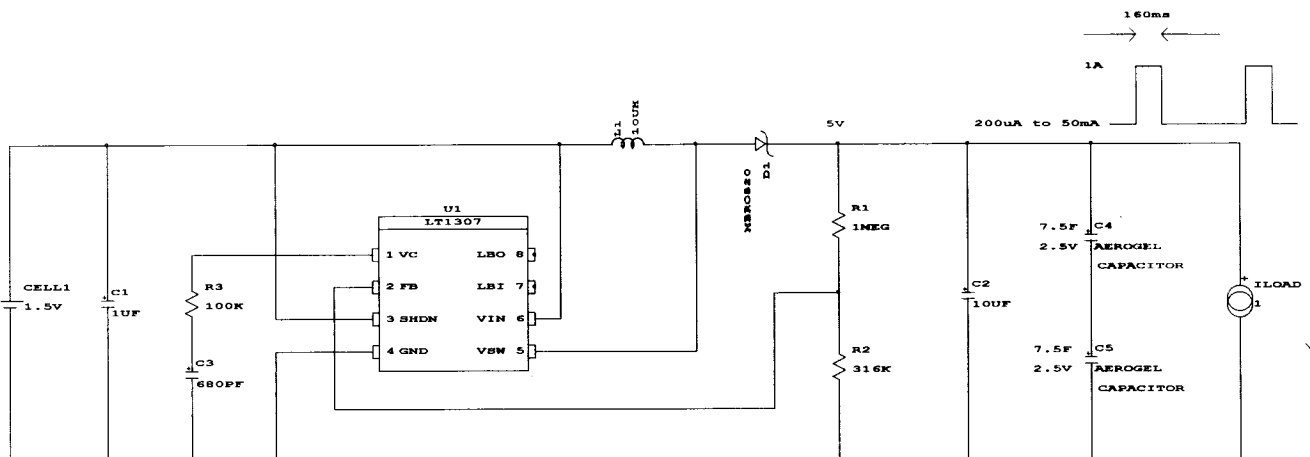 160ms
1A
200uA to 50mA
L1
10UH
5V
MBR0520
D1
U1
LT1307
1 VC
LBO 8
2 FB
LBI 7
3 SHDN
VIN 6
4 GND
VSW 5
CELL1
1.5V
C1
1UF
R3
100K
C3
680PF
R1
1MEG
R2
316K
C2
10UF
7.5F C4
2.5V AEROGEL
CAPACITOR
7.5F C5
2.5V AEROGEL
CAPACITOR
ILOAD
1